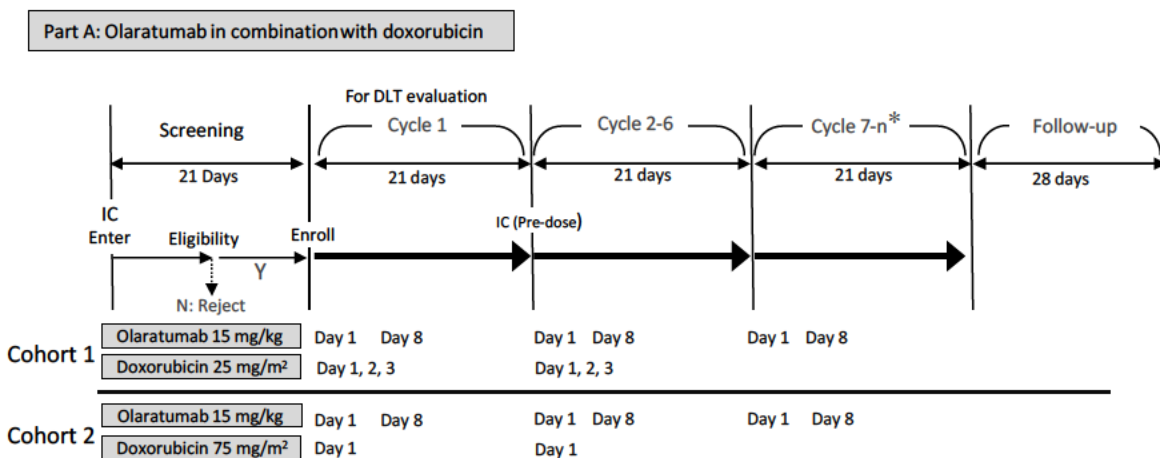 Part A: Olaratumab in combination with doxorubicin
For DLT evaluation
Screening Cycle 1 Cycle 2-6 Cycle 7-n* Follow-up
21 Days 21 days 21 days 21 days 28 days
IC
Enter Eligibility Enroll IC (Pre-dose)
Y
N: Reject
Cohort 1
Olaratumab 15 mg/kg Day 1 Day 8 Day 1 Day 8 Day 1 Day 8
Doxorubicin 25 mg/m² Day 1, 2, 3 Day 1, 2, 3
Cohort 2
Olaratumab 15 mg/kg Day 1 Day 8 Day 1 Day 8 Day 1 Day 8
Doxorubicin 75 mg/m² Day 1 Day 1